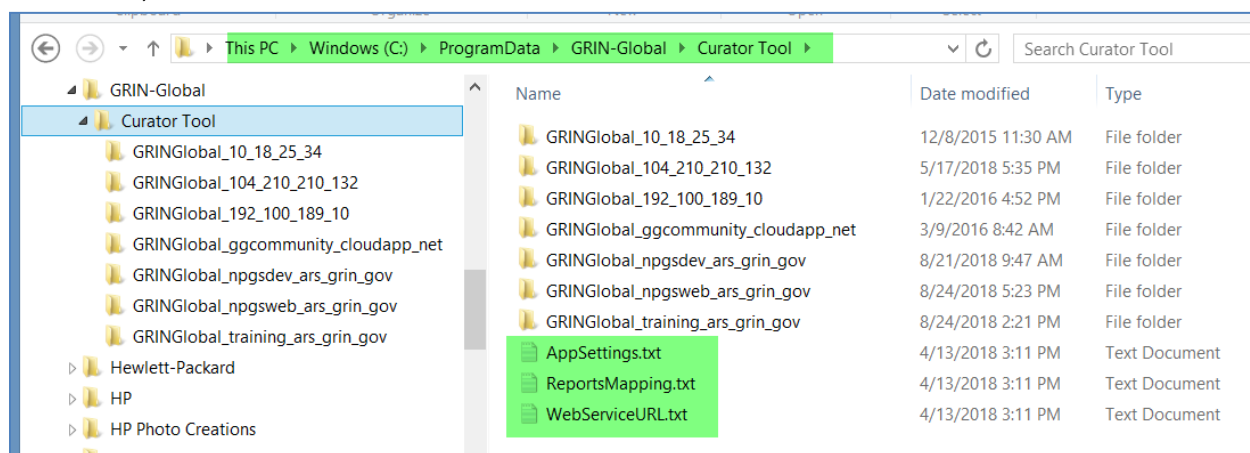 This PC Windows (C:) ProgramData GRIN-Global Curator Tool
Search Curator Tool
GRIN-Global
Curator Tool
GRINGlobal_10_18_25_34
GRINGlobal_104_210_210_132
GRINGlobal_192_100_189_10
GRINGlobal_ggcommunity_cloudapp_net
GRINGlobal_npgsdev_ars_grin_gov
GRINGlobal_npgsweb_ars_grin_gov
GRINGlobal_training_ars_grin_gov
Hewlett-Packard
HP
HP Photo Creations
Name Date modified Type
GRINGlobal_10_18_25_34 12/8/2015 11:30 AM File folder
GRINGlobal_104_210_210_132 5/17/2018 5:35 PM File folder
GRINGlobal_192_100_189_10 1/22/2016 4:52 PM File folder
GRINGlobal_ggcommunity_cloudapp_net 3/9/2016 8:42 AM File folder
GRINGlobal_npgsdev_ars_grin_gov 8/21/2018 9:47 AM File folder
GRINGlobal_npgsweb_ars_grin_gov 8/24/2018 5:23 PM File folder
GRINGlobal_training_ars_grin_gov 8/24/2018 2:21 PM File folder
AppSettings.txt 4/13/2018 3:11 PM Text Document
ReportsMapping.txt 4/13/2018 3:11 PM Text Document
WebServiceURL.txt 4/13/2018 3:11 PM Text Document